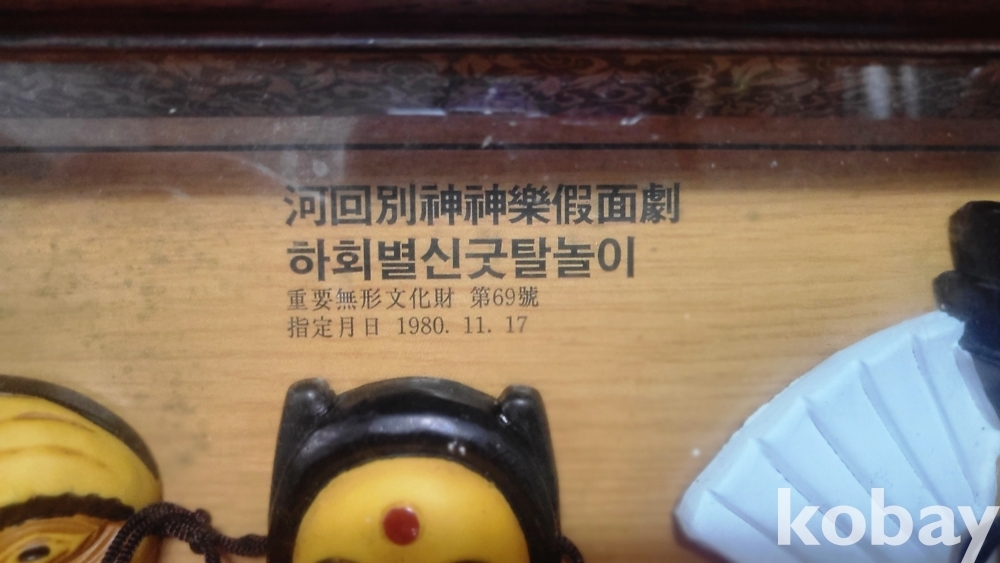 河回別神神樂假面劇
하회별신굿탈놀이
重要無形文化財 第69號
指定月日 1980. 11. 17
kobay